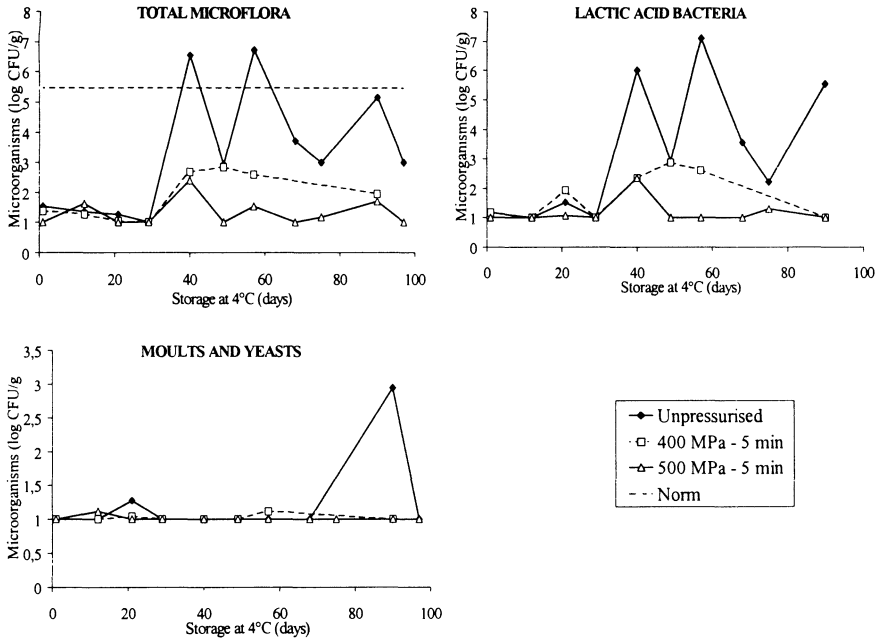 TOTAL MICROFLORA
Microorganisms (log CFU/g
8
7
6
5
4
3
2
1
0
0 20 40 60 80 100
Storage at 4°C (days)
LACTIC ACID BACTERIA
Microorganisms (log CFU/g
8
7
6
5
4
3
2
1
0
0 20 40 60 80 100
Storage at 4°C (days)
MOULTS AND YEASTS
Microorganisms (log CFU/g
3,5
3
2,5
2
1,5
1
0,5
0
0 20 40 60 80 100
Storage at 4°C (days)
Unpressurised
400 MPa - 5 min
500 MPa - 5 min
Norm